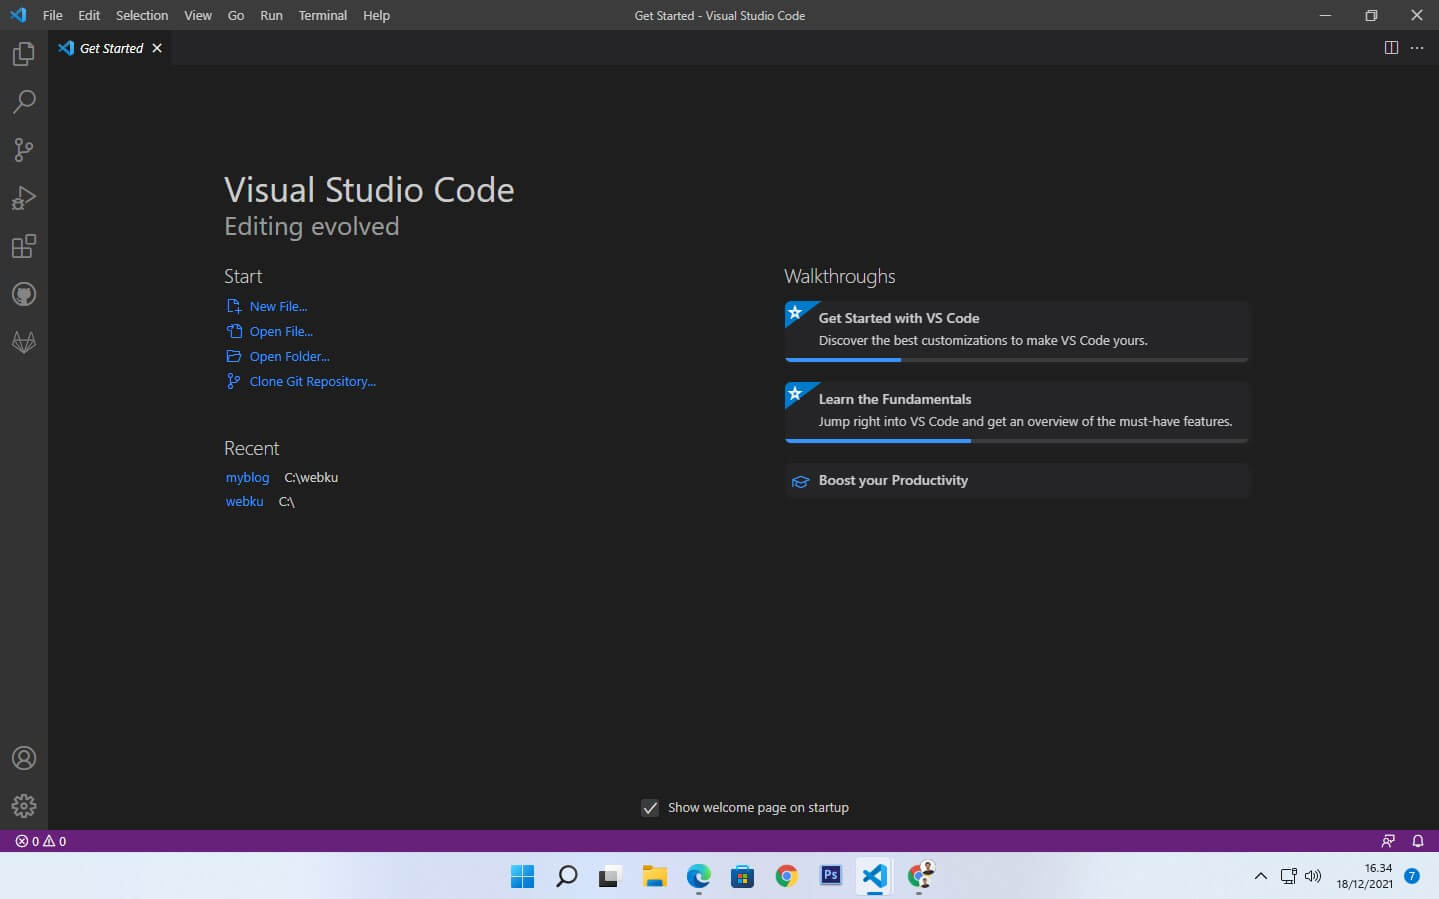 File Edit Selection View Go Run Terminal Help
Get Started - Visual Studio Code
Get Started
Visual Studio Code
Editing evolved
Start
New File...
Open File...
Open Folder...
Clone Git Repository...
Recent
myblog C:\webku
webku C:\
Walkthroughs
Get Started with VS Code
Discover the best customizations to make VS Code yours.
Learn the Fundamentals
Jump right into VS Code and get an overview of the must-have features.
Boost your Productivity
Show welcome page on startup
0 0
Ps
16.34
18/12/2021
7